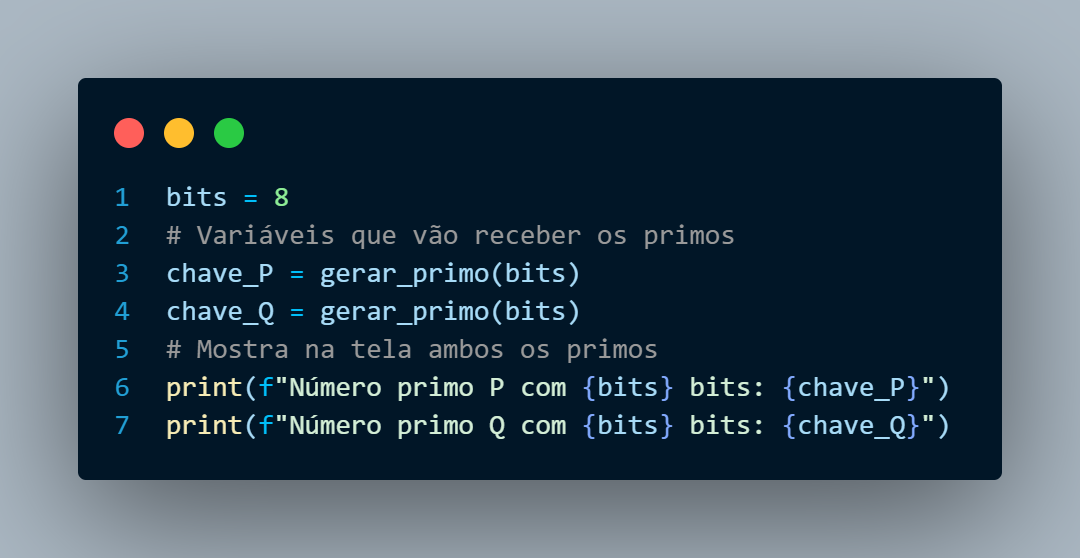 1 bits = 8
2 # Variáveis que vão receber os primos
3 chave_P = gerar_primo(bits)
4 chave_Q = gerar_primo(bits)
5 # Mostra na tela ambos os primos
6 print(f"Número primo P com {bits} bits: {chave_P}")
7 print(f"Número primo Q com {bits} bits: {chave_Q}")